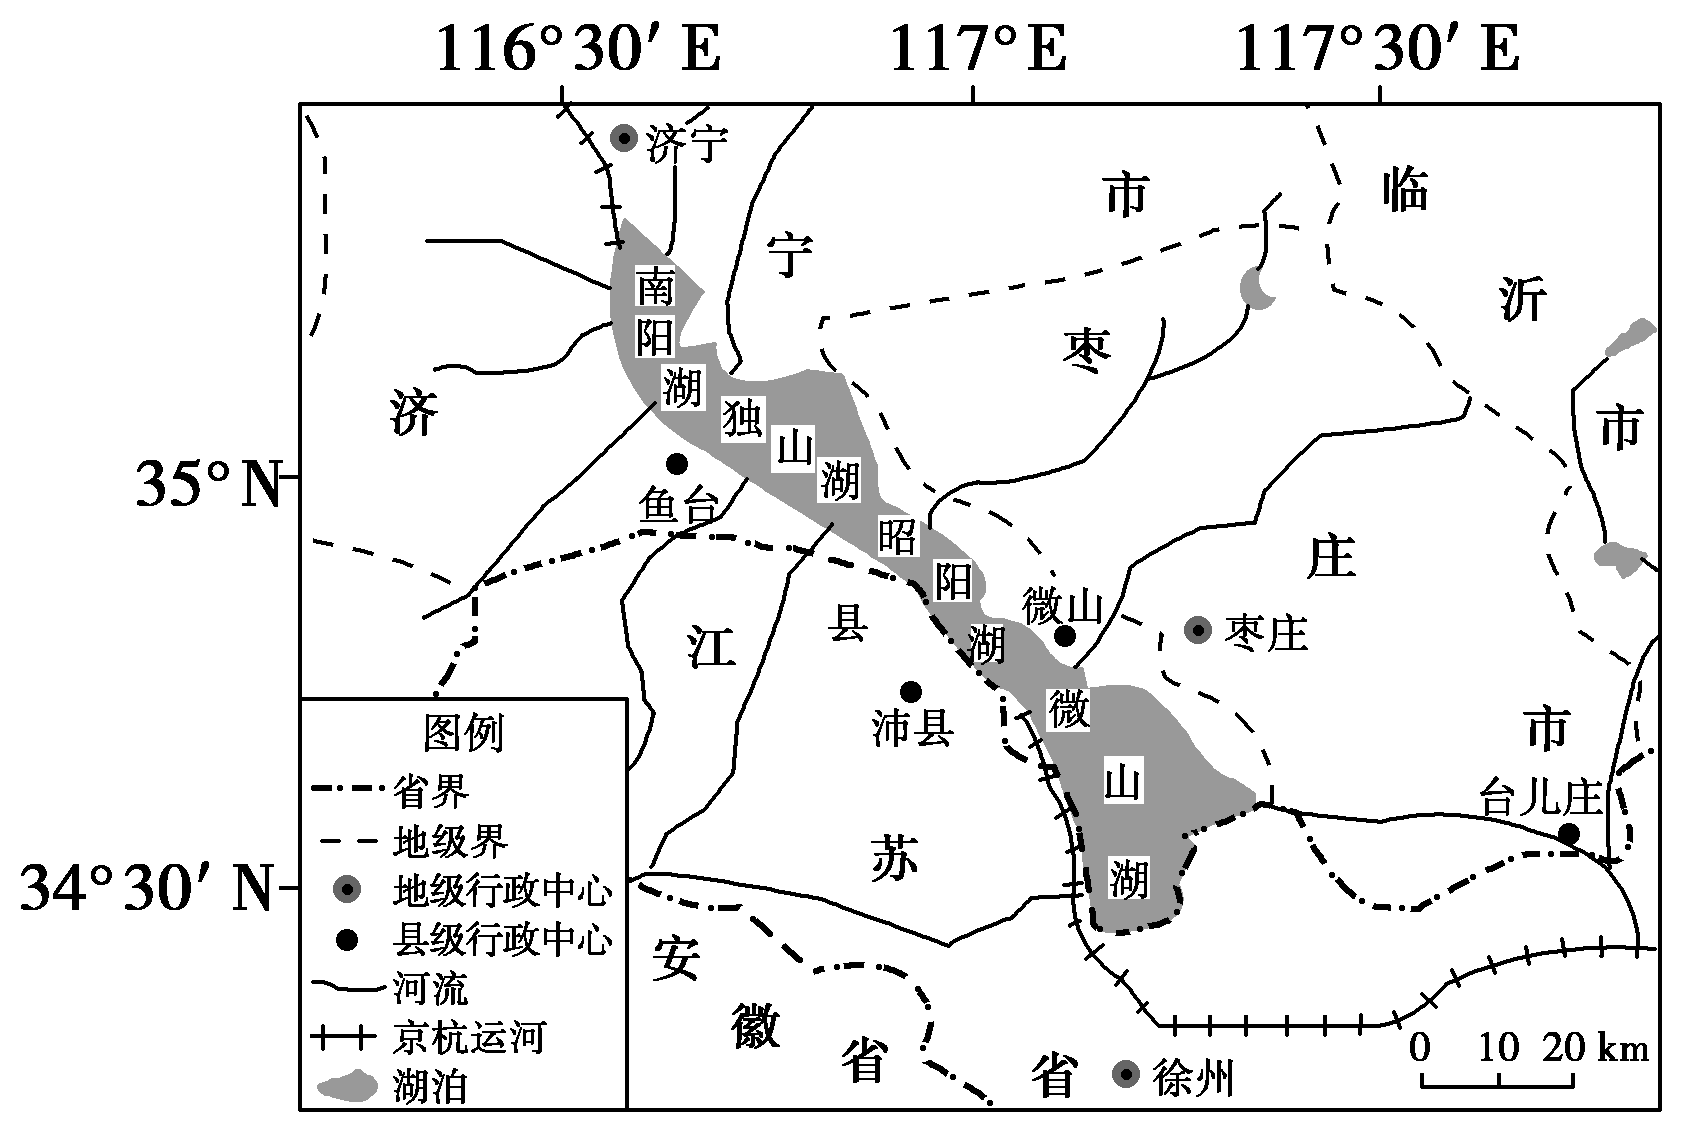 116°30′ E
117°E
117°30′ E
济宁
市
临
宁
南阳湖
沂
枣
济
独山湖
市
35°N
鱼台
昭阳湖
庄
微山
县
江
枣庄
沛县
微山湖
市
台儿庄
苏
34°30′ N
安
徽
省
省
徐州
0 10 20 km
图例
省界
地级界
地级行政中心
县级行政中心
河流
京杭运河
湖泊